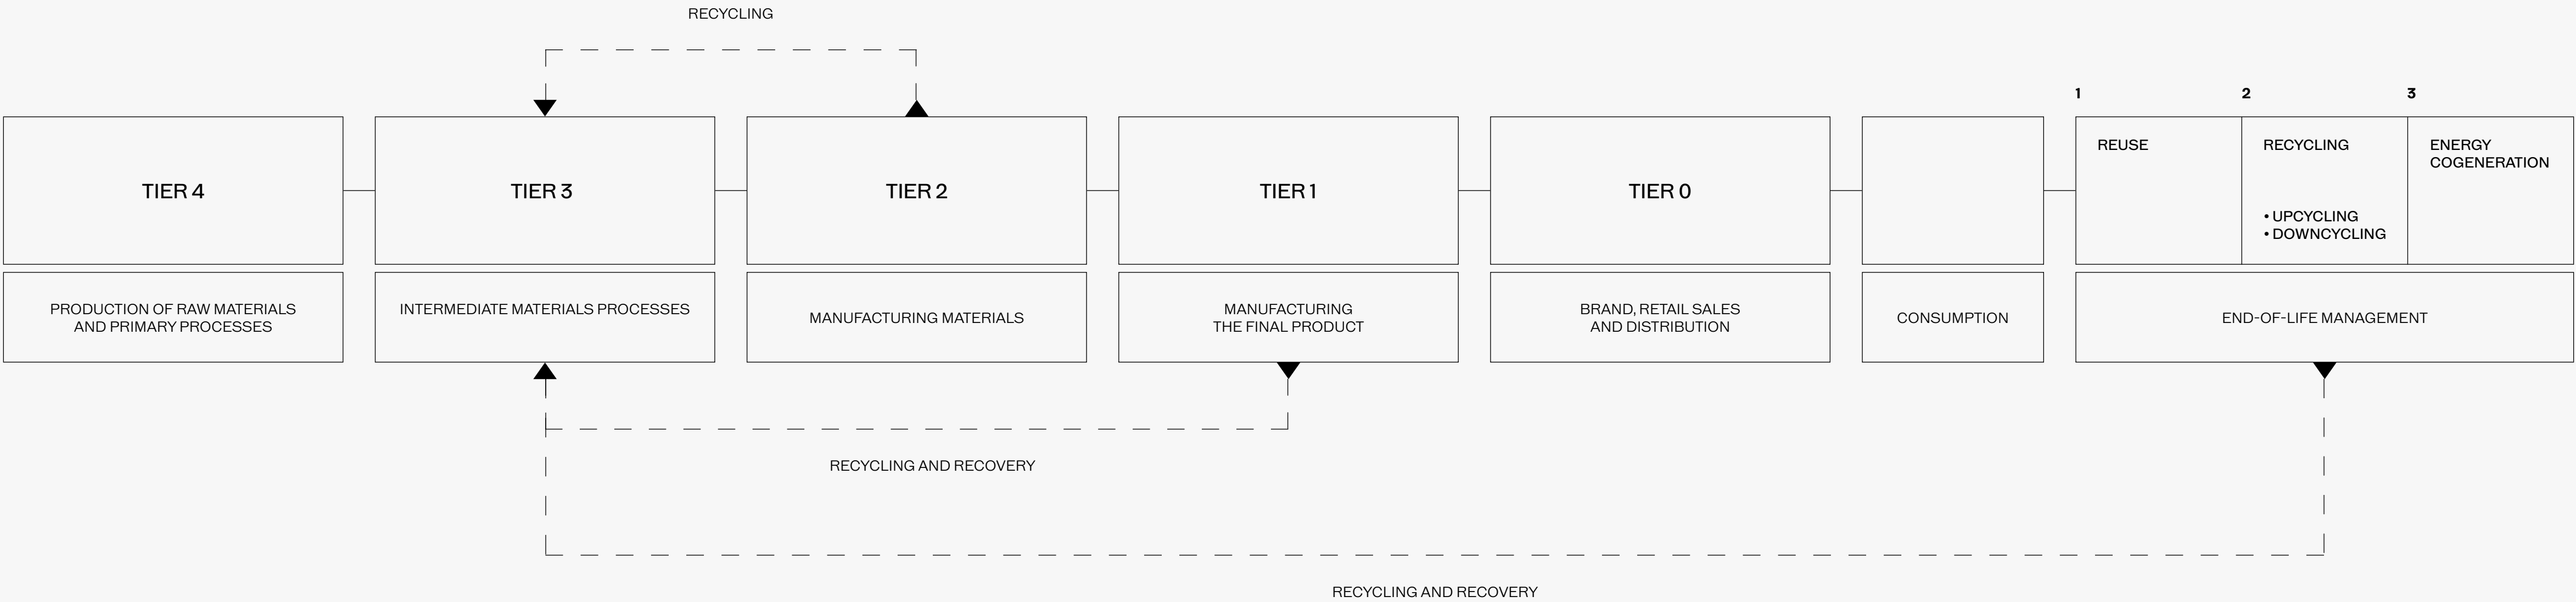 RECYCLING
1
2
3
TIER 4
TIER 3
TIER 2
TIER 1
TIER 0
REUSE
RECYCLING
• UPCYCLING
• DOWNCYCLING
ENERGY
COGENERATION
PRODUCTION OF RAW MATERIALS
AND PRIMARY PROCESSES
INTERMEDIATE MATERIALS PROCESSES
MANUFACTURING MATERIALS
MANUFACTURING
THE FINAL PRODUCT
BRAND, RETAIL SALES
AND DISTRIBUTION
CONSUMPTION
END-OF-LIFE MANAGEMENT
RECYCLING AND RECOVERY
RECYCLING AND RECOVERY